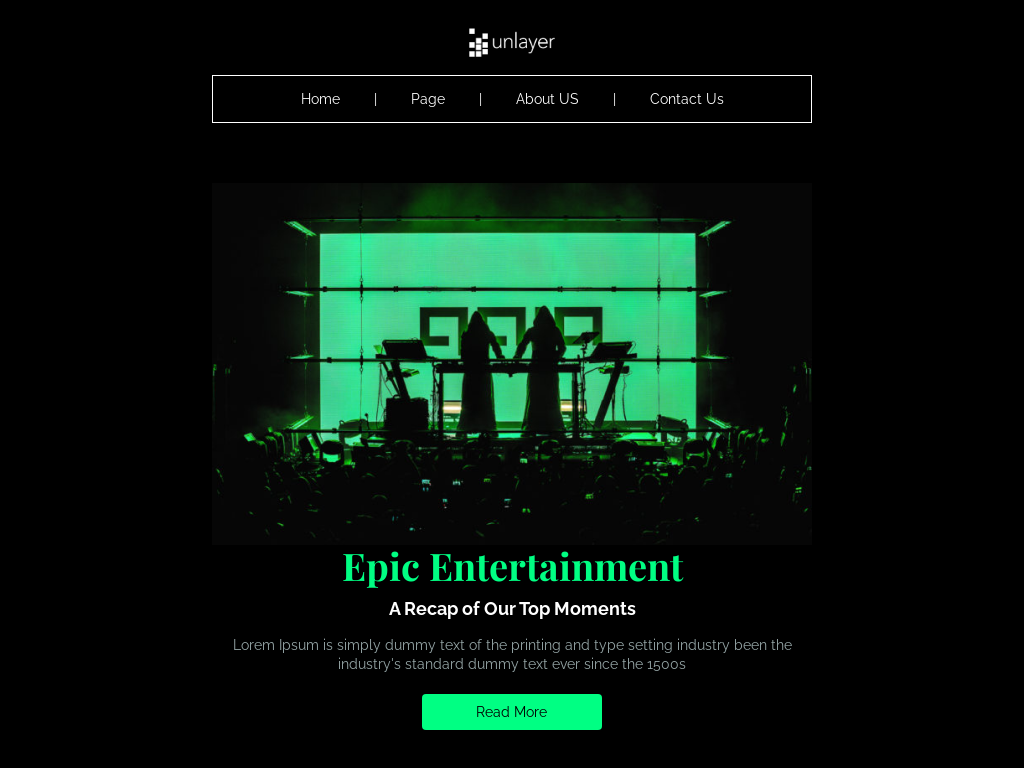 unlayer
Home | Page | About US | Contact Us
Epic Entertainment
A Recap of Our Top Moments
Lorem Ipsum is simply dummy text of the printing and type setting industry been the
industry's standard dummy text ever since the 1500s
Read More